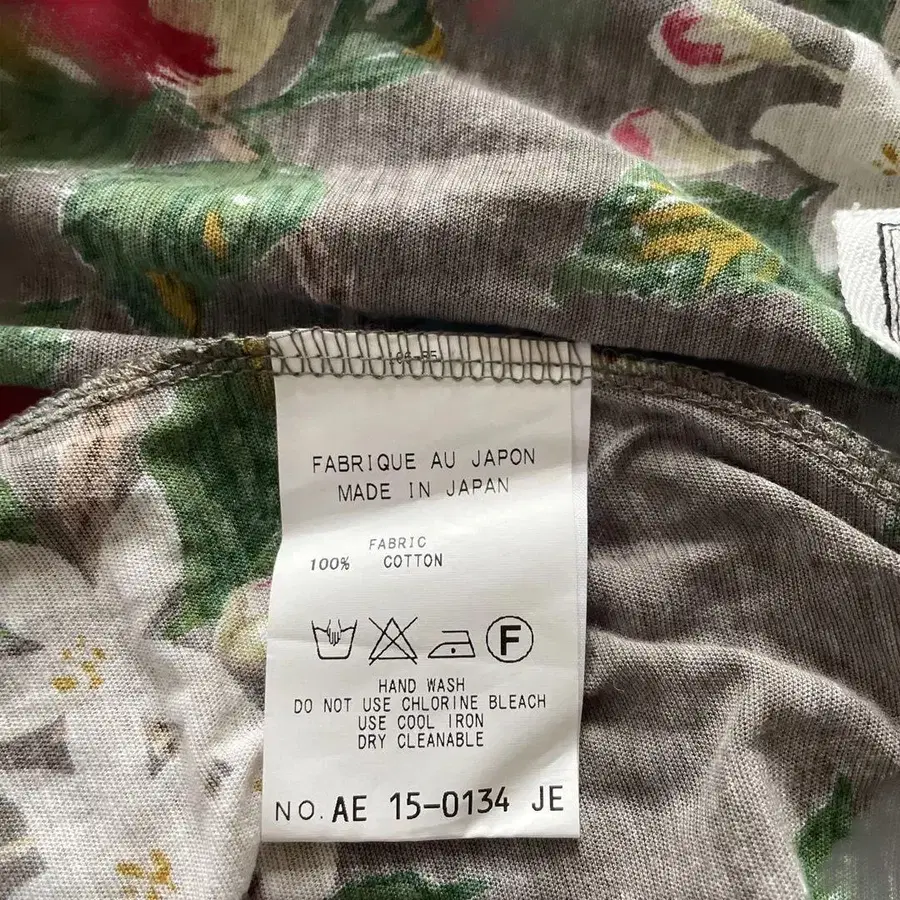 FABRIQUE AU JAPON
MADE IN JAPAN
FABRIC
100% COTTON
F
HAND WASH
DO NOT USE CHLORINE BLEACH
USE COOL IRON
DRY CLEANABLE
NO. AE 15-0134 JE